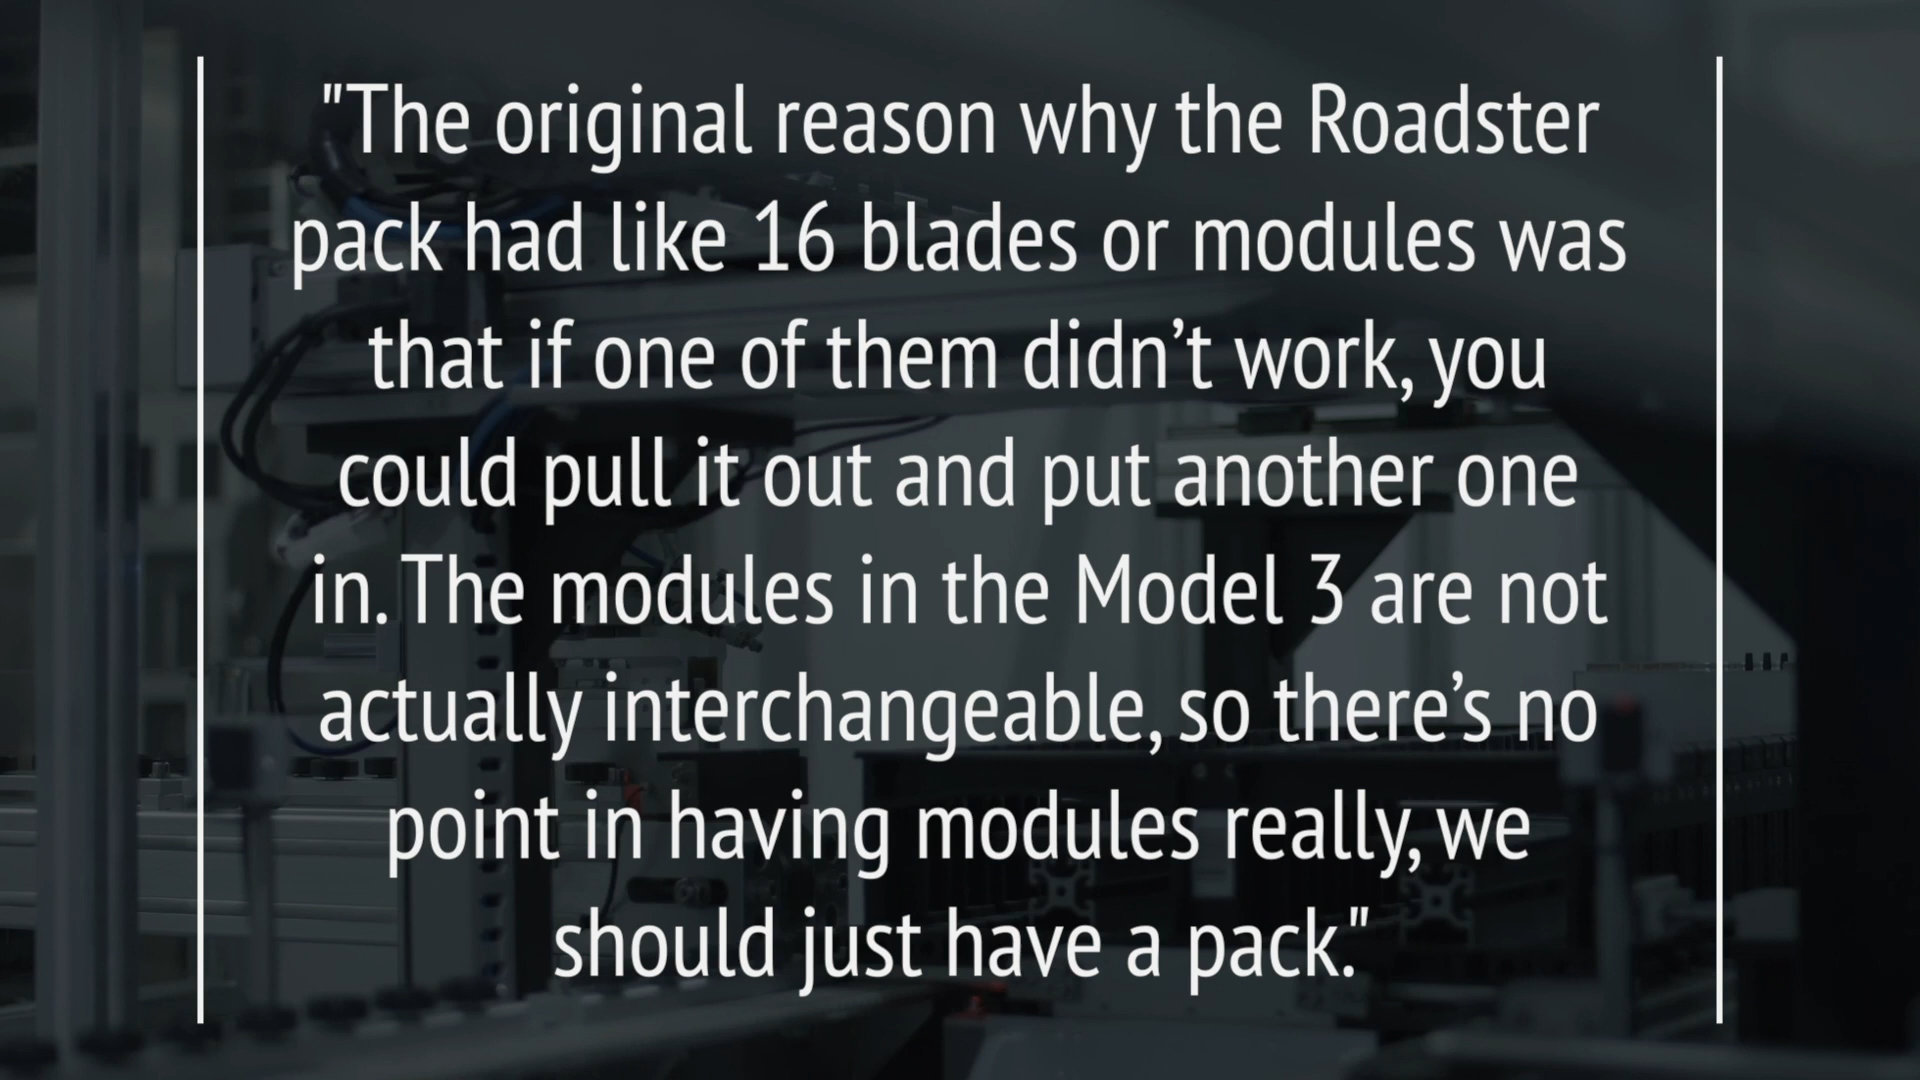 "The original reason why the Roadster
pack had like 16 blades or modules was
that if one of them didn’t work, you
could pull it out and put another one
in. The modules in the Model 3 are not
actually interchangeable, so there’s no
point in having modules really, we
should just have a pack."